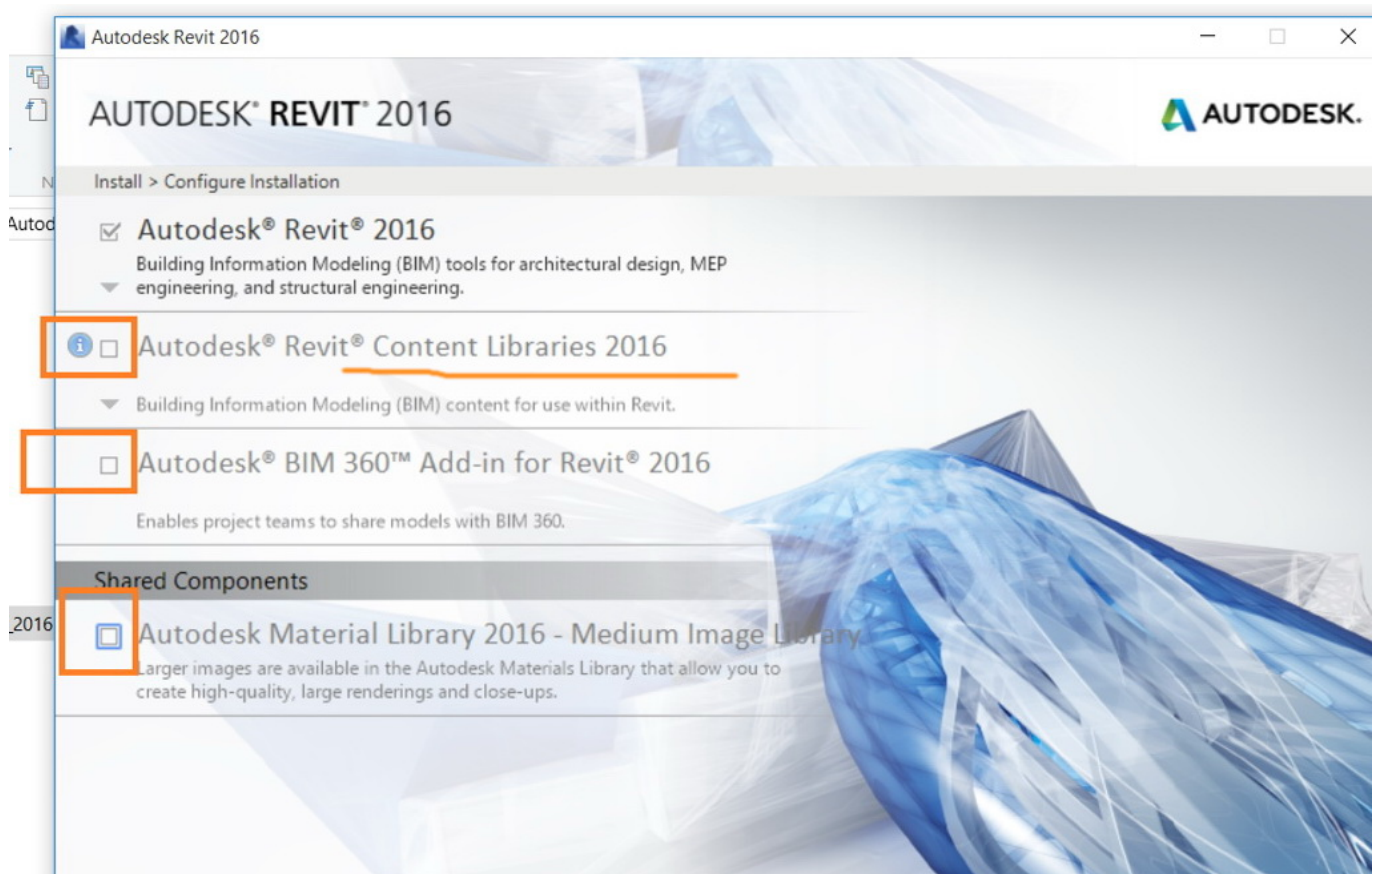 Autodesk Revit 2016
AUTODESK® REVIT® 2016
AUTODESK.
N
Install > Configure Installation
Autod
Autodesk® Revit® 2016
Building Information Modeling (BIM) tools for architectural design, MEP
engineering, and structural engineering.
Autodesk® Revit® Content Libraries 2016
Building Information Modeling (BIM) content for use within Revit.
Autodesk® BIM 360™ Add-in for Revit® 2016
Enables project teams to share models with BIM 360.
Shared Components
_2016
Autodesk Material Library 2016 - Medium Image Library
Larger images are available in the Autodesk Materials Library that allow you to
create high-quality, large renderings and close-ups.